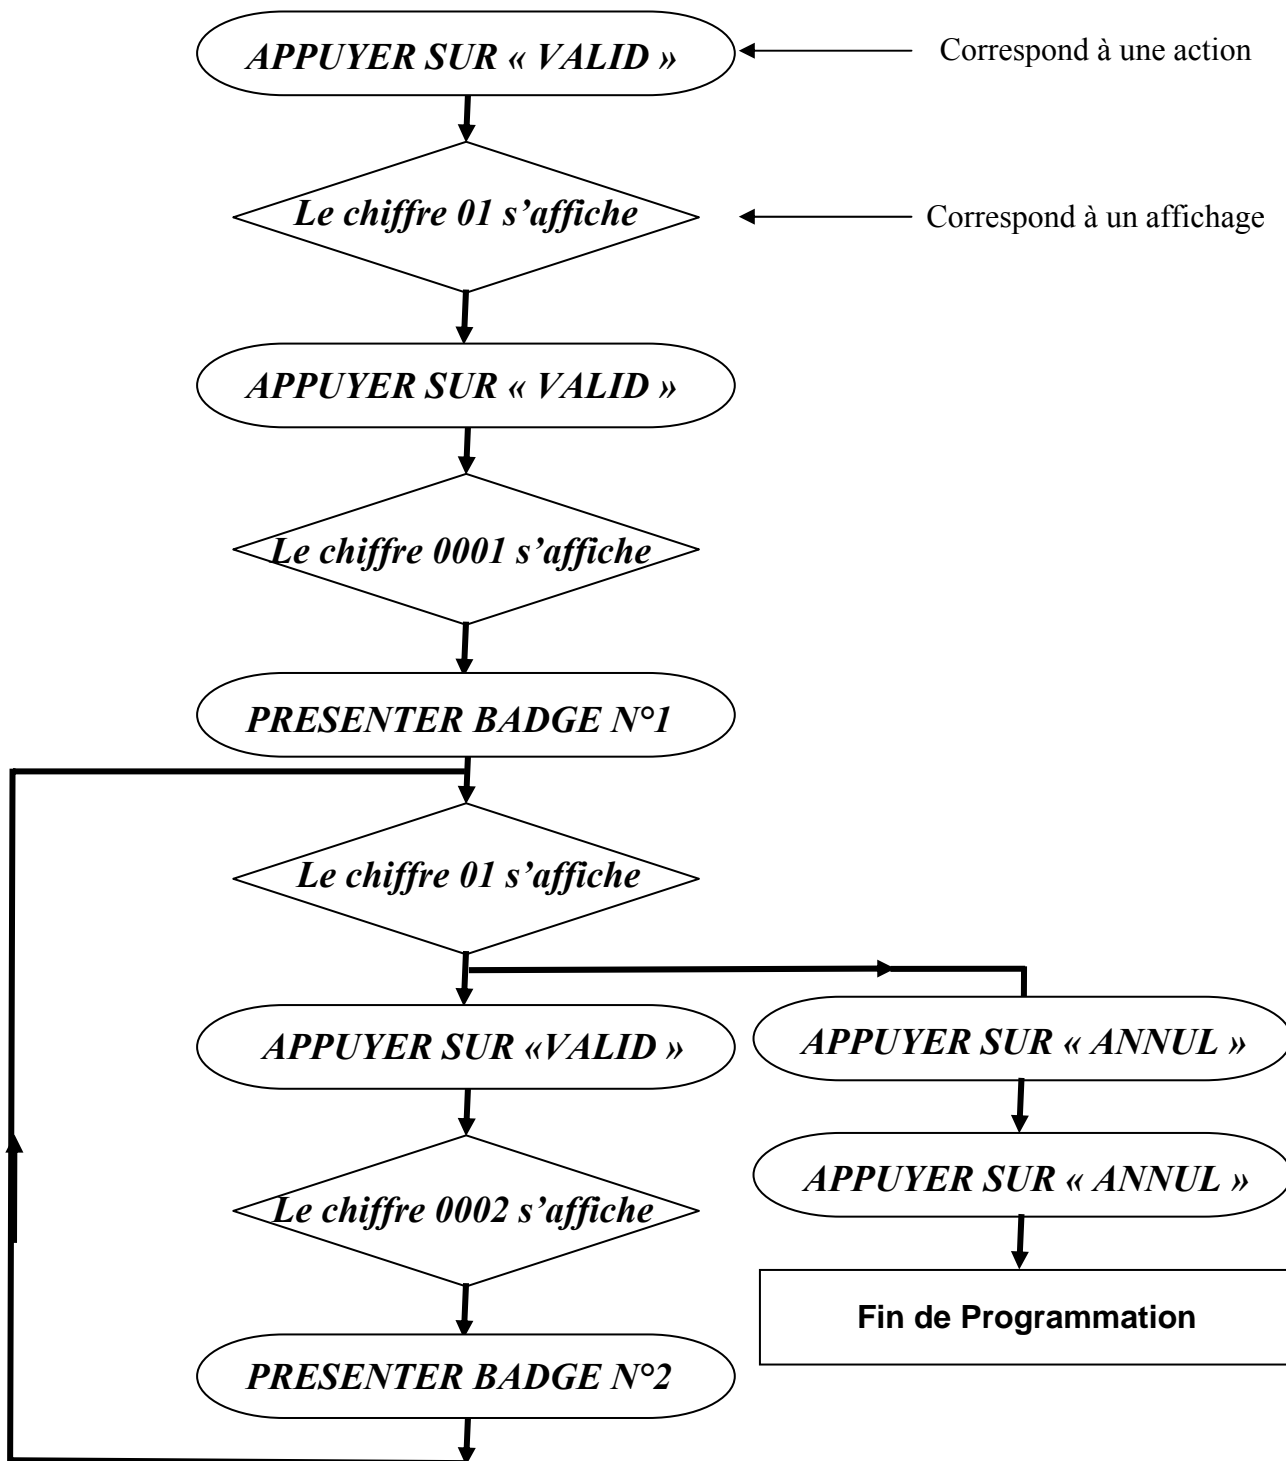 APPUYER SUR « VALID »
Correspond à une action
Le chiffre 01 s’affiche
Correspond à un affichage
APPUYER SUR « VALID »
Le chiffre 0001 s’affiche
PRESENTER BADGE N°1
Le chiffre 01 s’affiche
APPUYER SUR «VALID »
APPUYER SUR « ANNUL »
APPUYER SUR « ANNUL »
Le chiffre 0002 s’affiche
Fin de Programmation
PRESENTER BADGE N°2